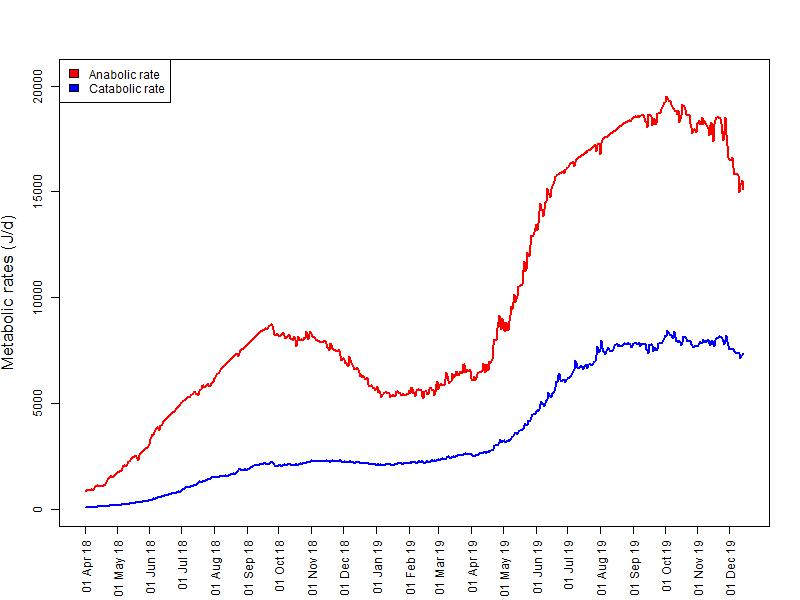 Anabolic rate
Catabolic rate
Metabolic rates (J/d)
20000
15000
10000
5000
0
01 Apr 18
01 May 18
01 Jun 18
01 Jul 18
01 Aug 18
01 Sep 18
01 Oct 18
01 Nov 18
01 Dec 18
01 Jan 19
01 Feb 19
01 Mar 19
01 Apr 19
01 May 19
01 Jun 19
01 Jul 19
01 Aug 19
01 Sep 19
01 Oct 19
01 Nov 19
01 Dec 19